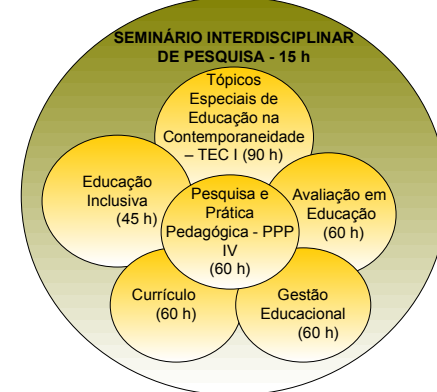 SEMINÁRIO INTERDISCIPLINAR
DE PESQUISA - 15 h
Tópicos
Especiais de
Educação na
Contemporaneidade
– TEC I (90 h)
Educação
Inclusiva
(45 h)
Pesquisa e
Prática
Pedagógica - PPP
IV
(60 h)
Avaliação em
Educação
(60 h)
Currículo
(60 h)
Gestão
Educacional
(60 h)